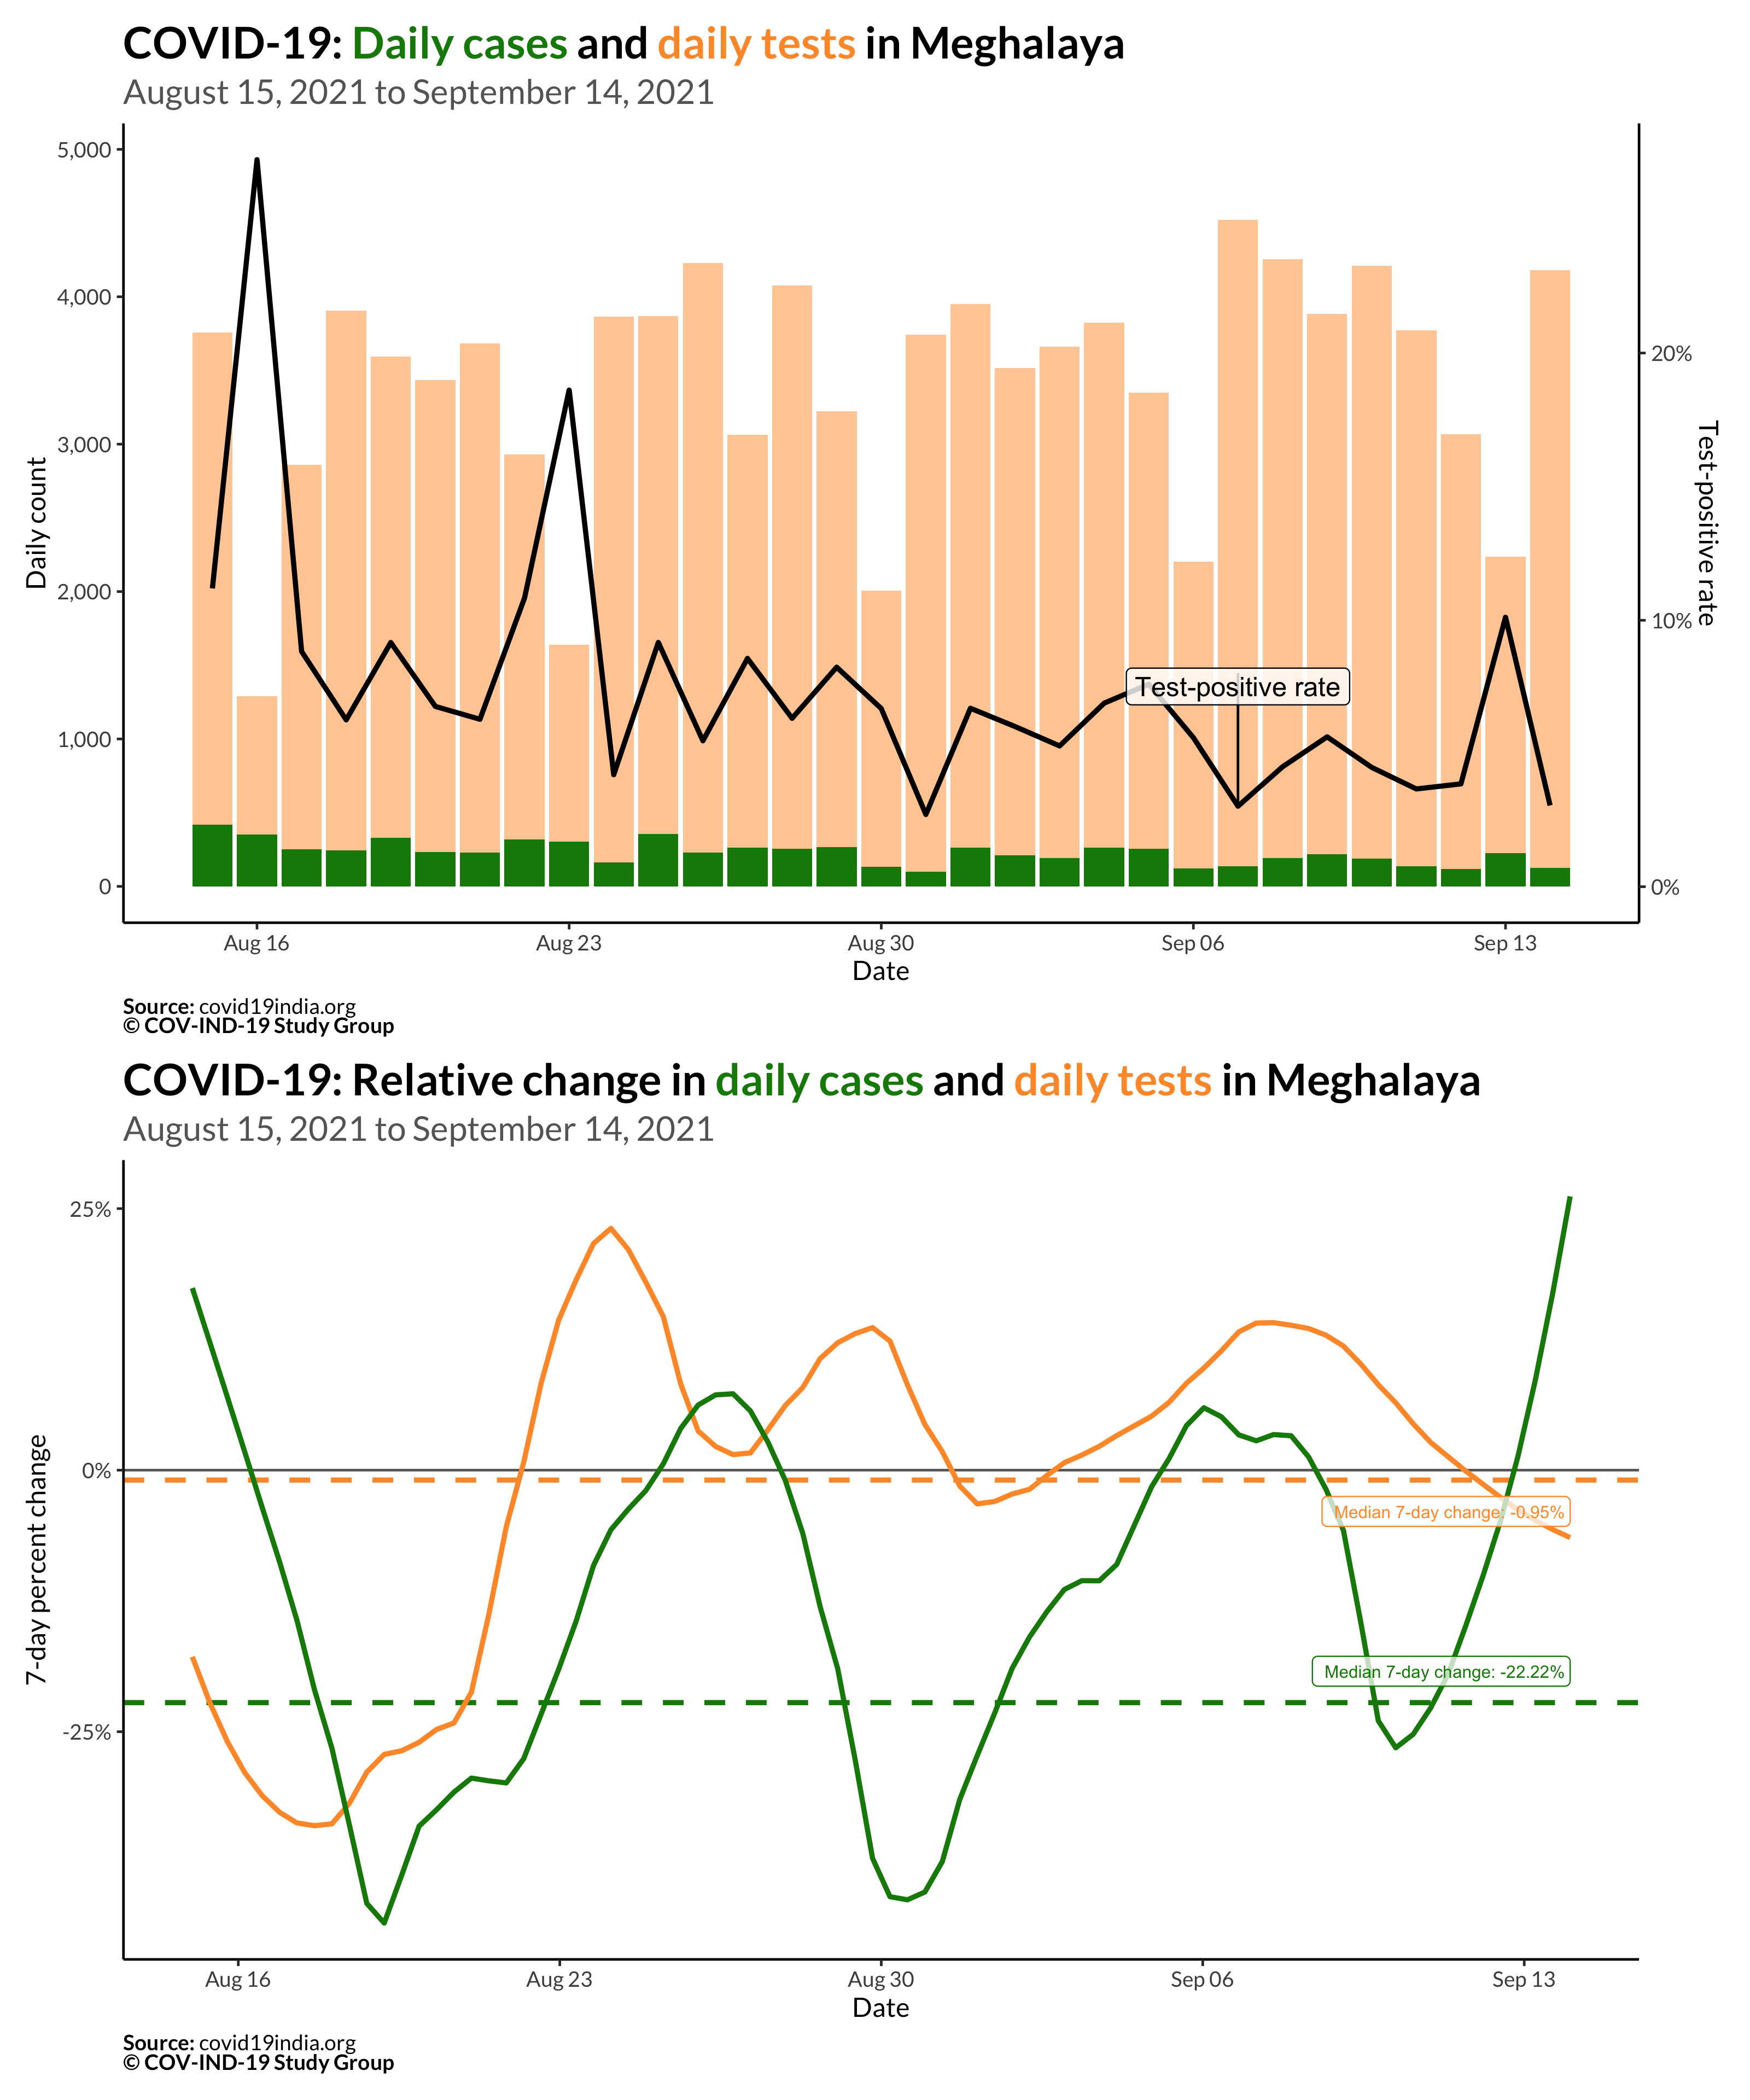 COVID-19: Daily cases and daily tests in Meghalaya
August 15, 2021 to September 14, 2021
5,000
4,000
3,000
2,000
1,000
0
Daily count
20%
10%
0%
Test-positive rate
Test-positive rate
Aug 16
Aug 23
Aug 30
Sep 06
Sep 13
Date
Source: covid19india.org
© COV-IND-19 Study Group
COVID-19: Relative change in daily cases and daily tests in Meghalaya
August 15, 2021 to September 14, 2021
25%
0%
-25%
7-day percent change
Median 7-day change: -0.95%
Median 7-day change: -22.22%
Aug 16
Aug 23
Aug 30
Sep 06
Sep 13
Date
Source: covid19india.org
© COV-IND-19 Study Group